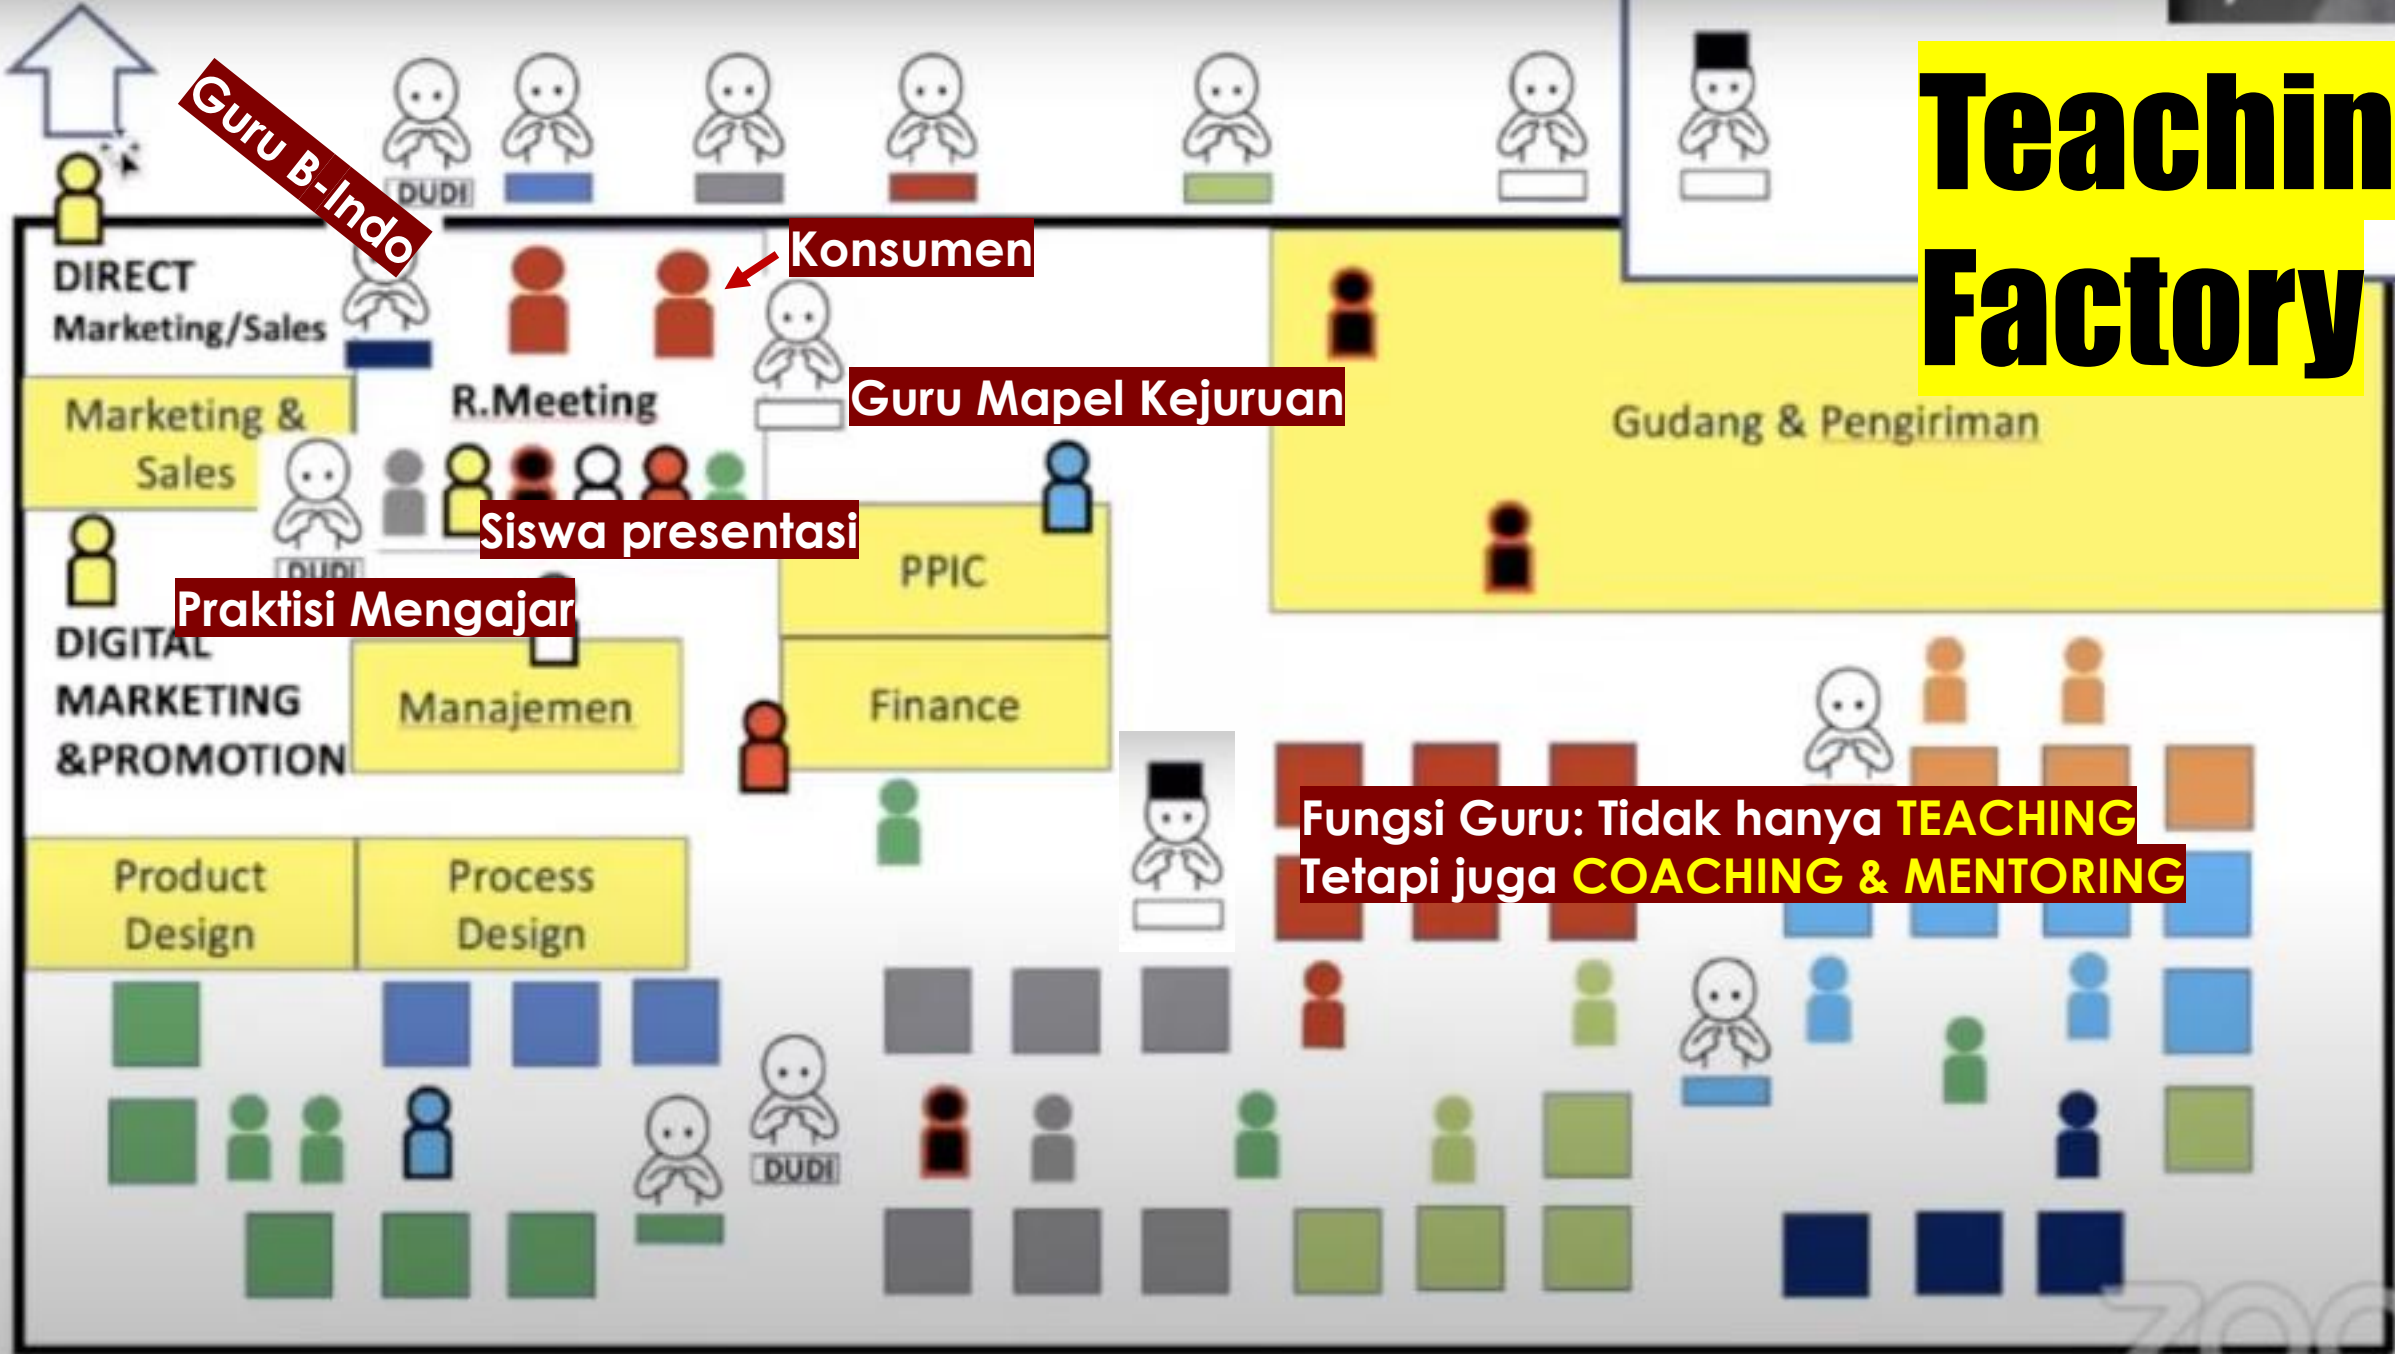 Teachin
Factory
Guru B-Indo
DUDI
Konsumen
DIRECT
Marketing/Sales
Guru Mapel Kejuruan
R.Meeting
Marketing &
Sales
Gudang & Pengiriman
Siswa presentasi
PPIC
DUDI
Praktisi Mengajar
DIGITAL
MARKETING
&PROMOTION
Manajemen
Finance
Fungsi Guru: Tidak hanya TEACHING
Tetapi juga COACHING & MENTORING
Product
Design
Process
Design
DUDI